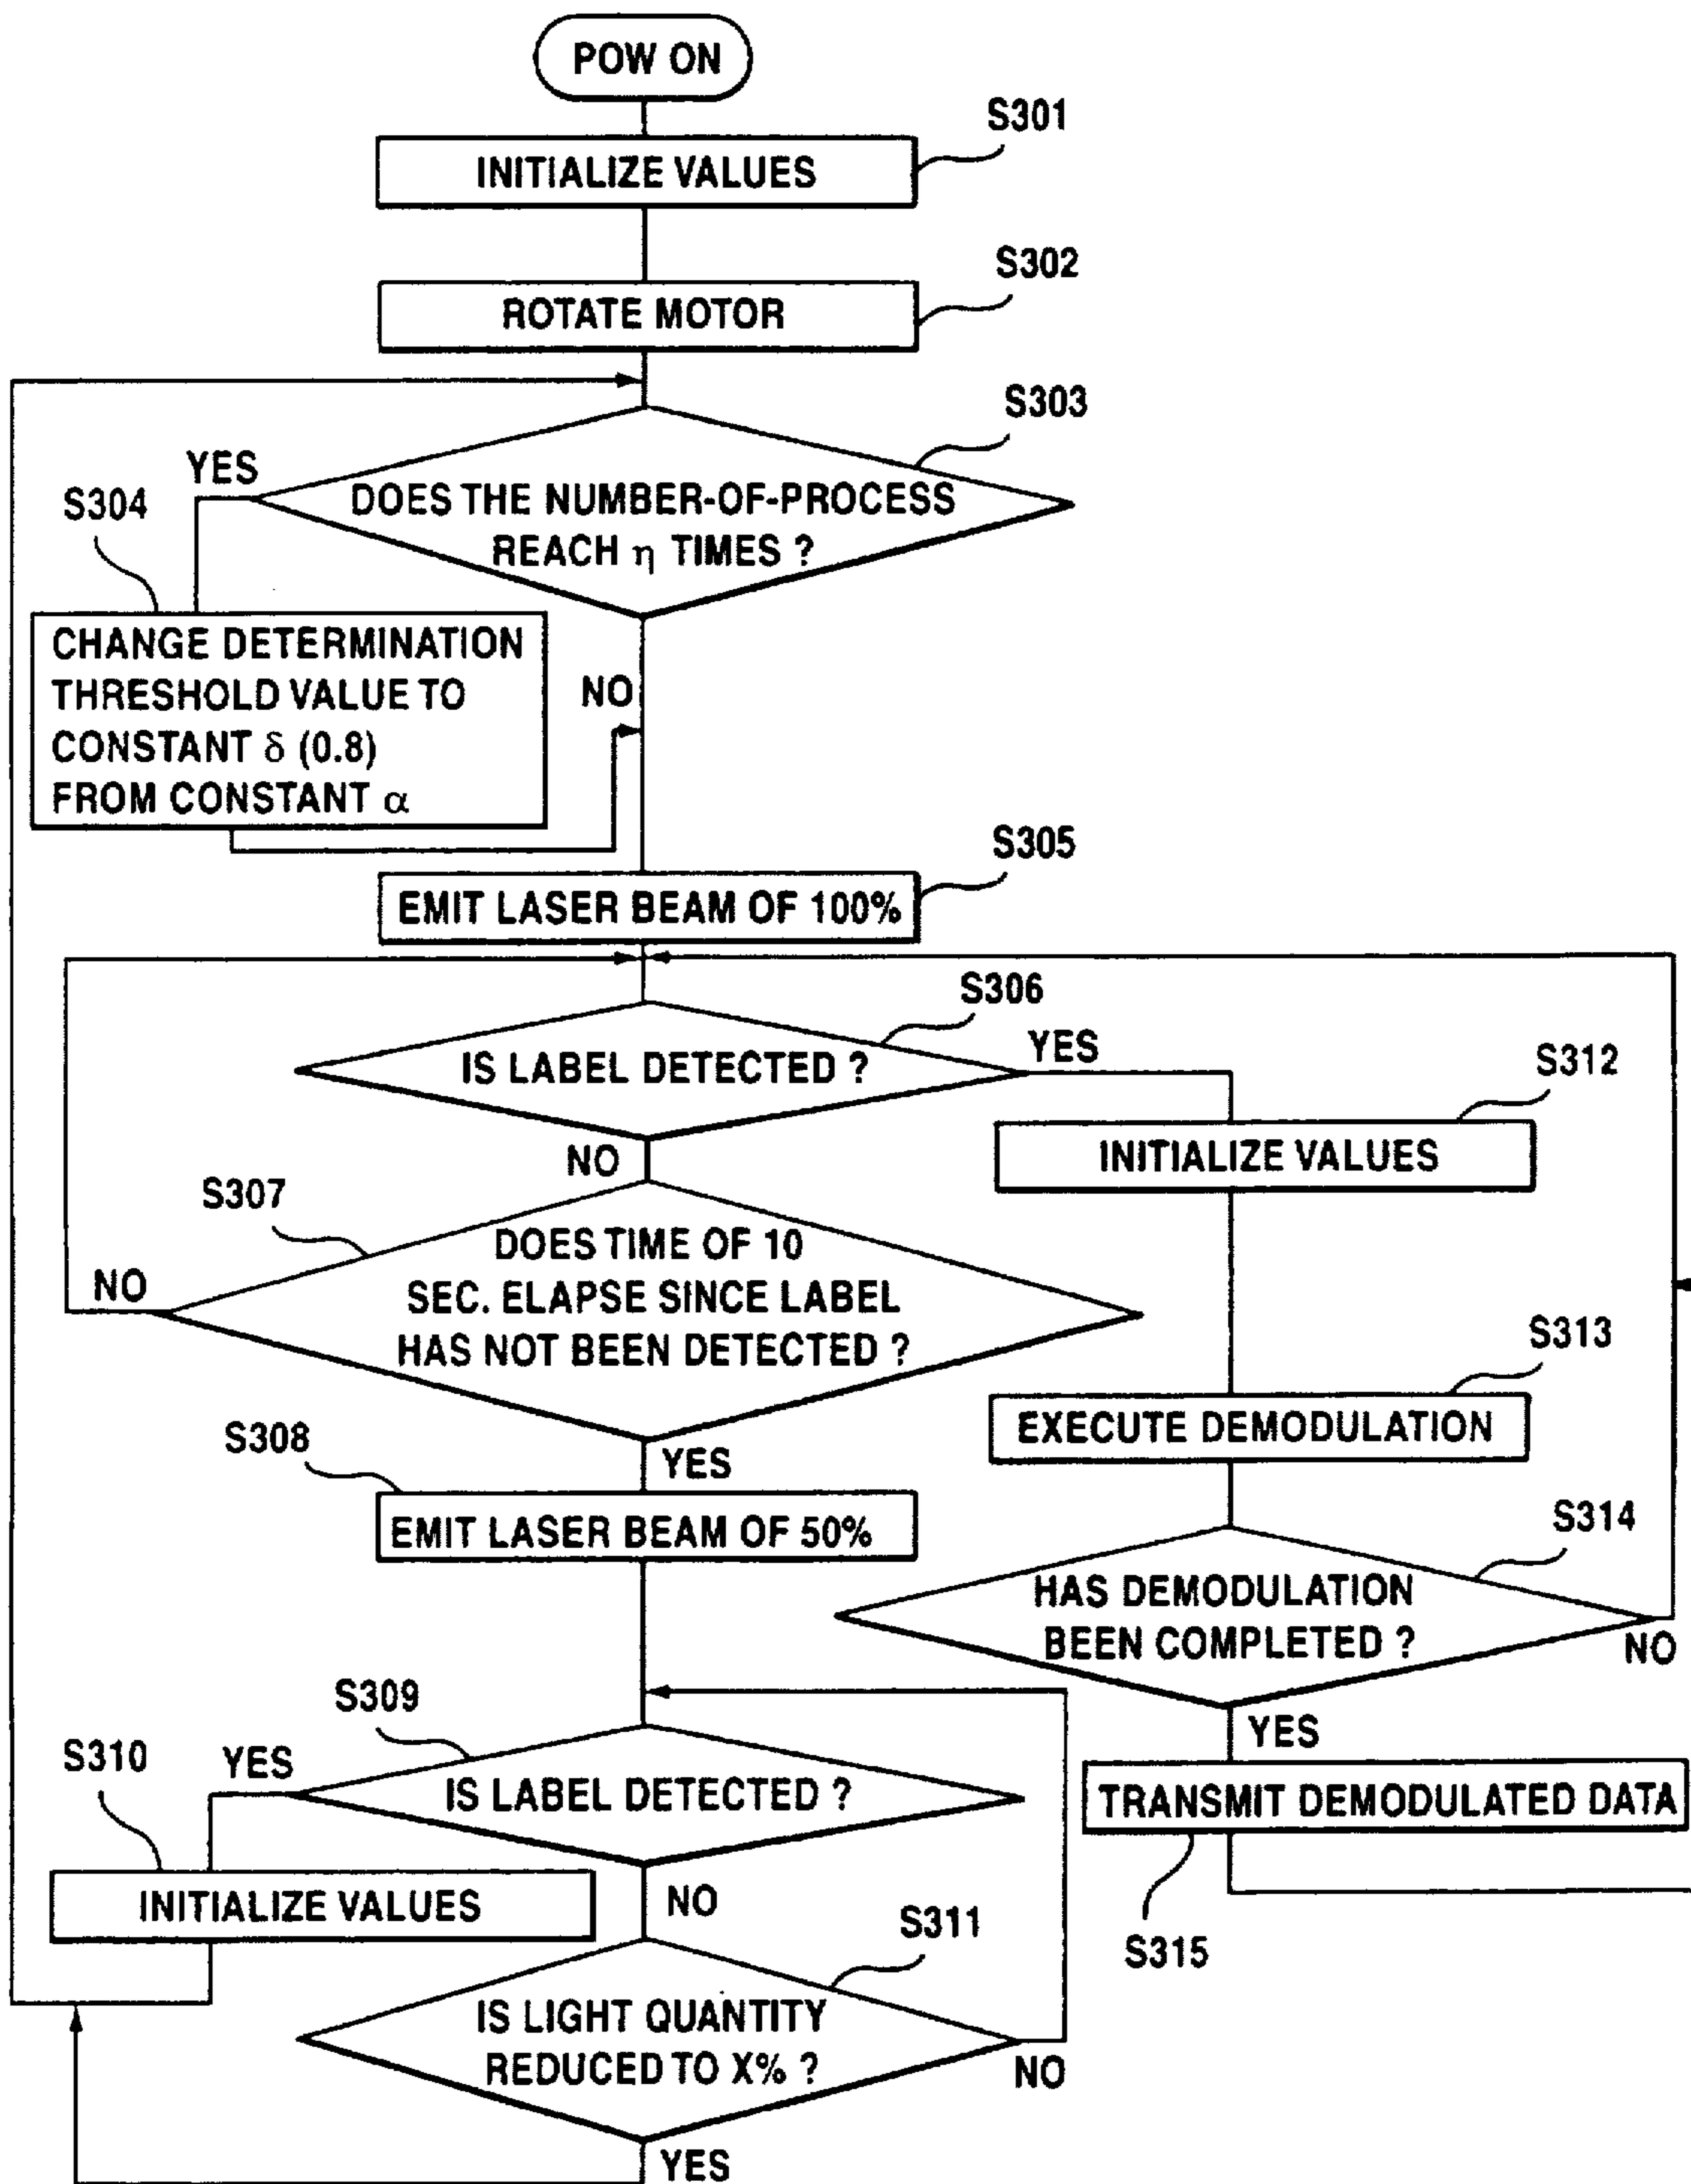 POW ON
S301
INITIALIZE VALUES
S302
ROTATE MOTOR
S303
YES
DOES THE NUMBER-OF-PROCESS
REACH η TIMES ?
S304
CHANGE DETERMINATION
THRESHOLD VALUE TO
CONSTANT δ (0.8)
FROM CONSTANT α
NO
S305
EMIT LASER BEAM OF 100%
S306
IS LABEL DETECTED ?
YES
NO
S312
INITIALIZE VALUES
S307
DOES TIME OF 10
SEC. ELAPSE SINCE LABEL
HAS NOT BEEN DETECTED ?
NO
YES
S313
EXECUTE DEMODULATION
S308
EMIT LASER BEAM OF 50%
S314
HAS DEMODULATION
BEEN COMPLETED ?
NO
YES
S309
IS LABEL DETECTED ?
YES
NO
S310
INITIALIZE VALUES
TRANSMIT DEMODULATED DATA
S315
S311
IS LIGHT QUANTITY
REDUCED TO X% ?
NO
YES